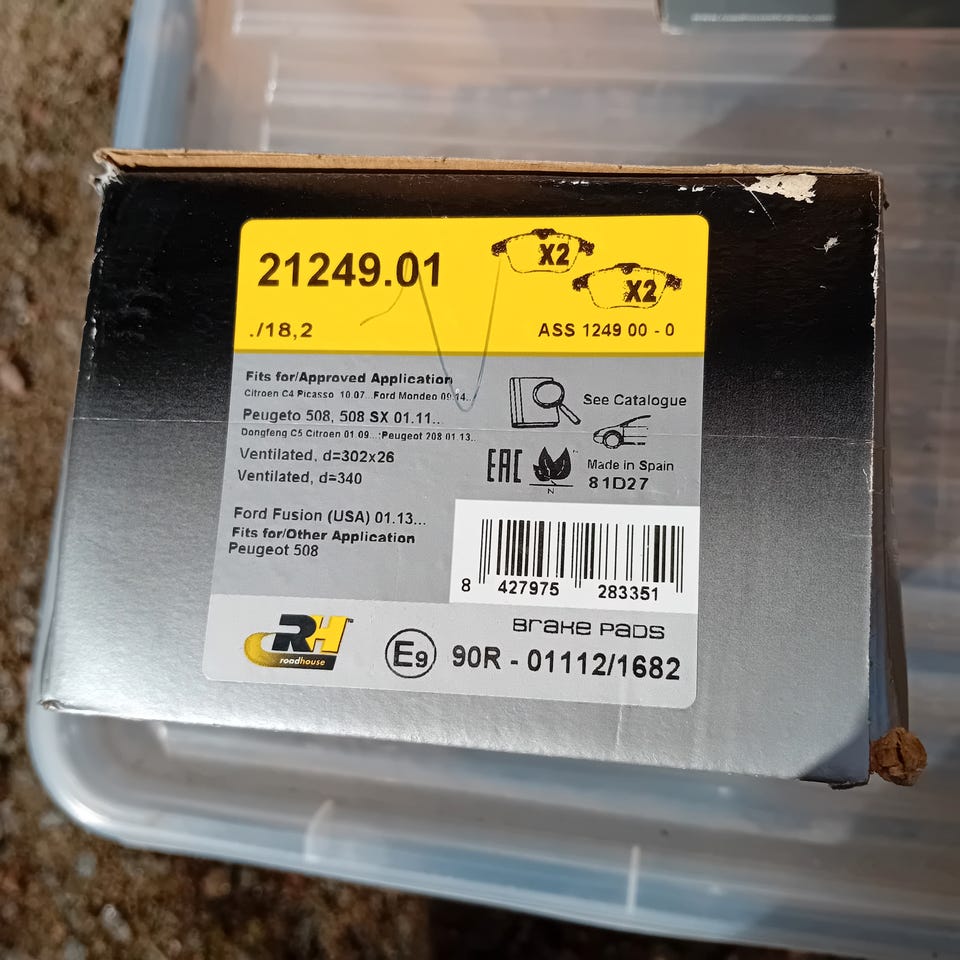 21249.01
X2
X2
./18,2
ASS 1249 00 - 0
Fits for/Approved Application
Citroen C4 Picasso 10.07...Ford Mondeo 09.14..
Peugeto 508, 508 SX 01.11...
Dongfeng C5 Citroen 01.09...;Peugeot 208 01.13..
Ventilated, d=302x26
Ventilated, d=340
See Catalogue
EAC
N
Made in Spain
81D27
Ford Fusion (USA) 01.13...
Fits for/Other Application
Peugeot 508
8 427975 283351
RH
roadhouse
Brake Pads
E9 90R - 01112/1682